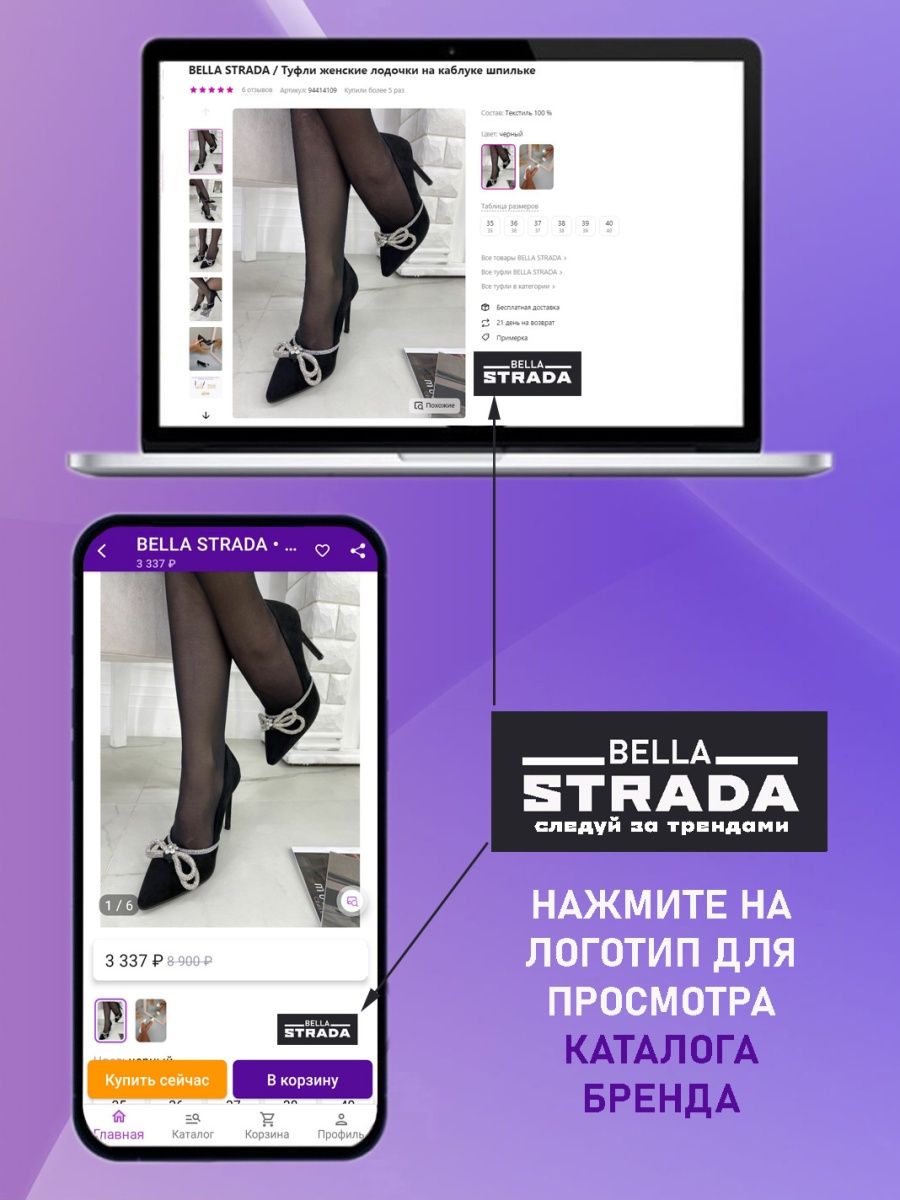 BELLA STRADA / Туфли женские лодочки на каблуке шпильке
6 отзывов Артикул: 94414109 Купили более 5 раз
Состав: Текстиль 100 %
Цвет: черный
Таблица размеров
35 36 37 38 39 40
35 36 37 38 39 40
Все товары BELLA STRADA
Все туфли BELLA STRADA
Все туфли в категории
Бесплатная доставка
21 день на возврат
Примерка
BELLA
STRADA
Похожие
BELLA STRADA • ...
3 337 ₽
1 / 6
3 337 ₽ 8 900 ₽
BELLA
STRADA
Цвет: черный
Купить сейчас В корзину
Главная Каталог Корзина Профиль
BELLA
STRADA
следуй за трендами
НАЖМИТЕ НА
ЛОГОТИП ДЛЯ
ПРОСМОТРА
КАТАЛОГА
БРЕНДА